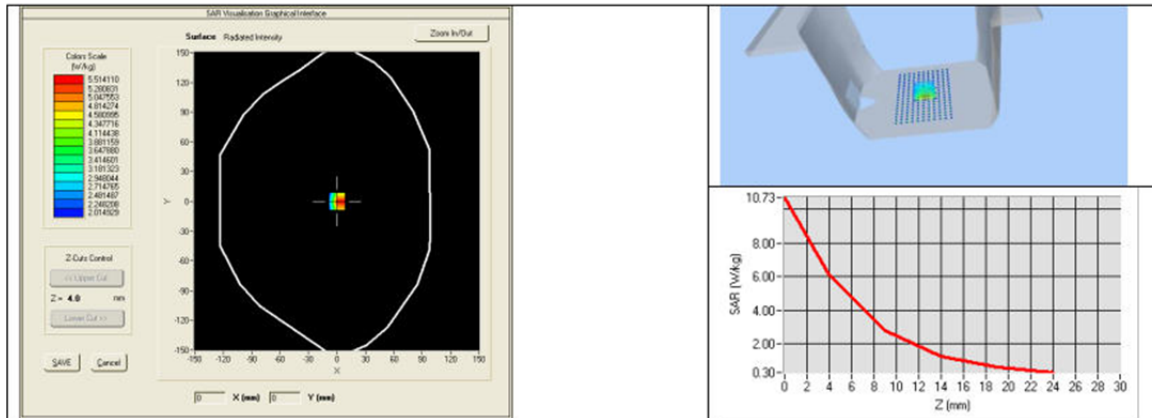 SAR Visualisation Graphical Interface
Surface Radiated Intensity
Zoom In/Out
Colors Scale
(W/kg)
5.514110
5.280831
5.047553
4.814274
4.580995
4.347716
4.114438
3.881159
3.647880
3.414601
3.181323
2.948044
2.714765
2.481487
2.248208
2.014929
Z-Cuts Control
<< Upper Cut
Z = 4.0 mm
Lower Cut >>
SAVE Cancel
150
120
90
60
30
0
-30
-60
-90
-120
-150
Y
-150 -120 -90 -60 -30 0 30 60 90 120 150
X
0 X (mm) 0 Y (mm)
10.73
8.00
6.00
4.00
2.00
0.30
SAR (W/kg)
0 2 4 6 8 10 12 14 16 18 20 22 24 26 28 30
Z (mm)